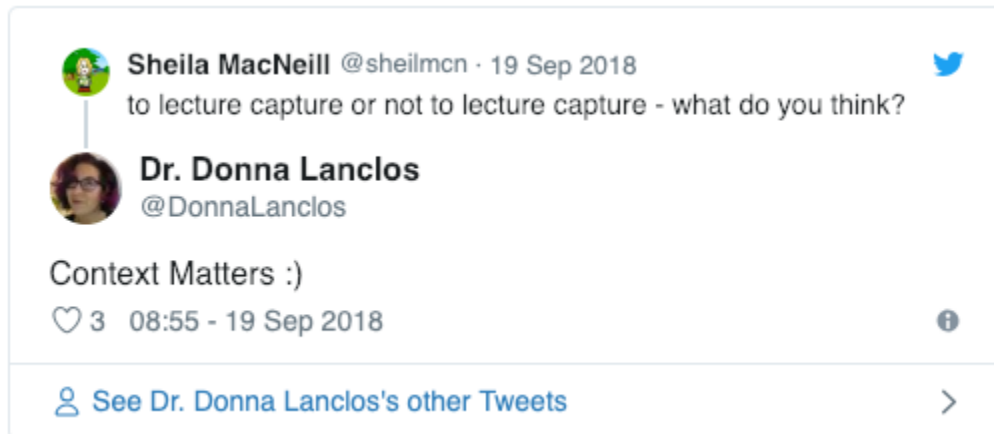 Sheila MacNeill @sheilmcn · 19 Sep 2018
to lecture capture or not to lecture capture - what do you think?
Dr. Donna Lanclos
@DonnaLanclos
Context Matters :)
3 08:55 - 19 Sep 2018
See Dr. Donna Lanclos's other Tweets